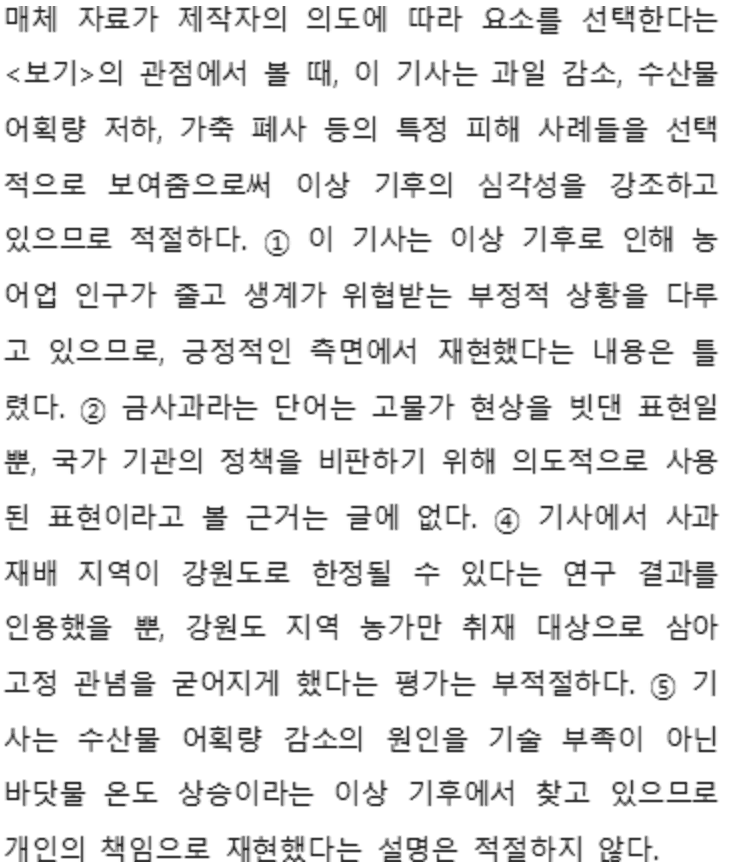 매체 자료가 제작자의 의도에 따라 요소를 선택한다는
<보기>의 관점에서 볼 때, 이 기사는 과일 감소, 수산물
어획량 저하, 가축 폐사 등의 특정 피해 사례들을 선택
적으로 보여줌으로써 이상 기후의 심각성을 강조하고
있으므로 적절하다. ① 이 기사는 이상 기후로 인해 농
어업 인구가 줄고 생계가 위협받는 부정적 상황을 다루
고 있으므로, 긍정적인 측면에서 재현했다는 내용은 틀
렸다. ② 금사과라는 단어는 고물가 현상을 빗댄 표현일
뿐, 국가 기관의 정책을 비판하기 위해 의도적으로 사용
된 표현이라고 볼 근거는 글에 없다. ④ 기사에서 사과
재배 지역이 강원도로 한정될 수 있다는 연구 결과를
인용했을 뿐, 강원도 지역 농가만 취재 대상으로 삼아
고정 관념을 굳어지게 했다는 평가는 부적절하다. ⑤ 기
사는 수산물 어획량 감소의 원인을 기술 부족이 아닌
바닷물 온도 상승이라는 이상 기후에서 찾고 있으므로
개인의 책임으로 재현했다는 설명은 적절하지 않다.